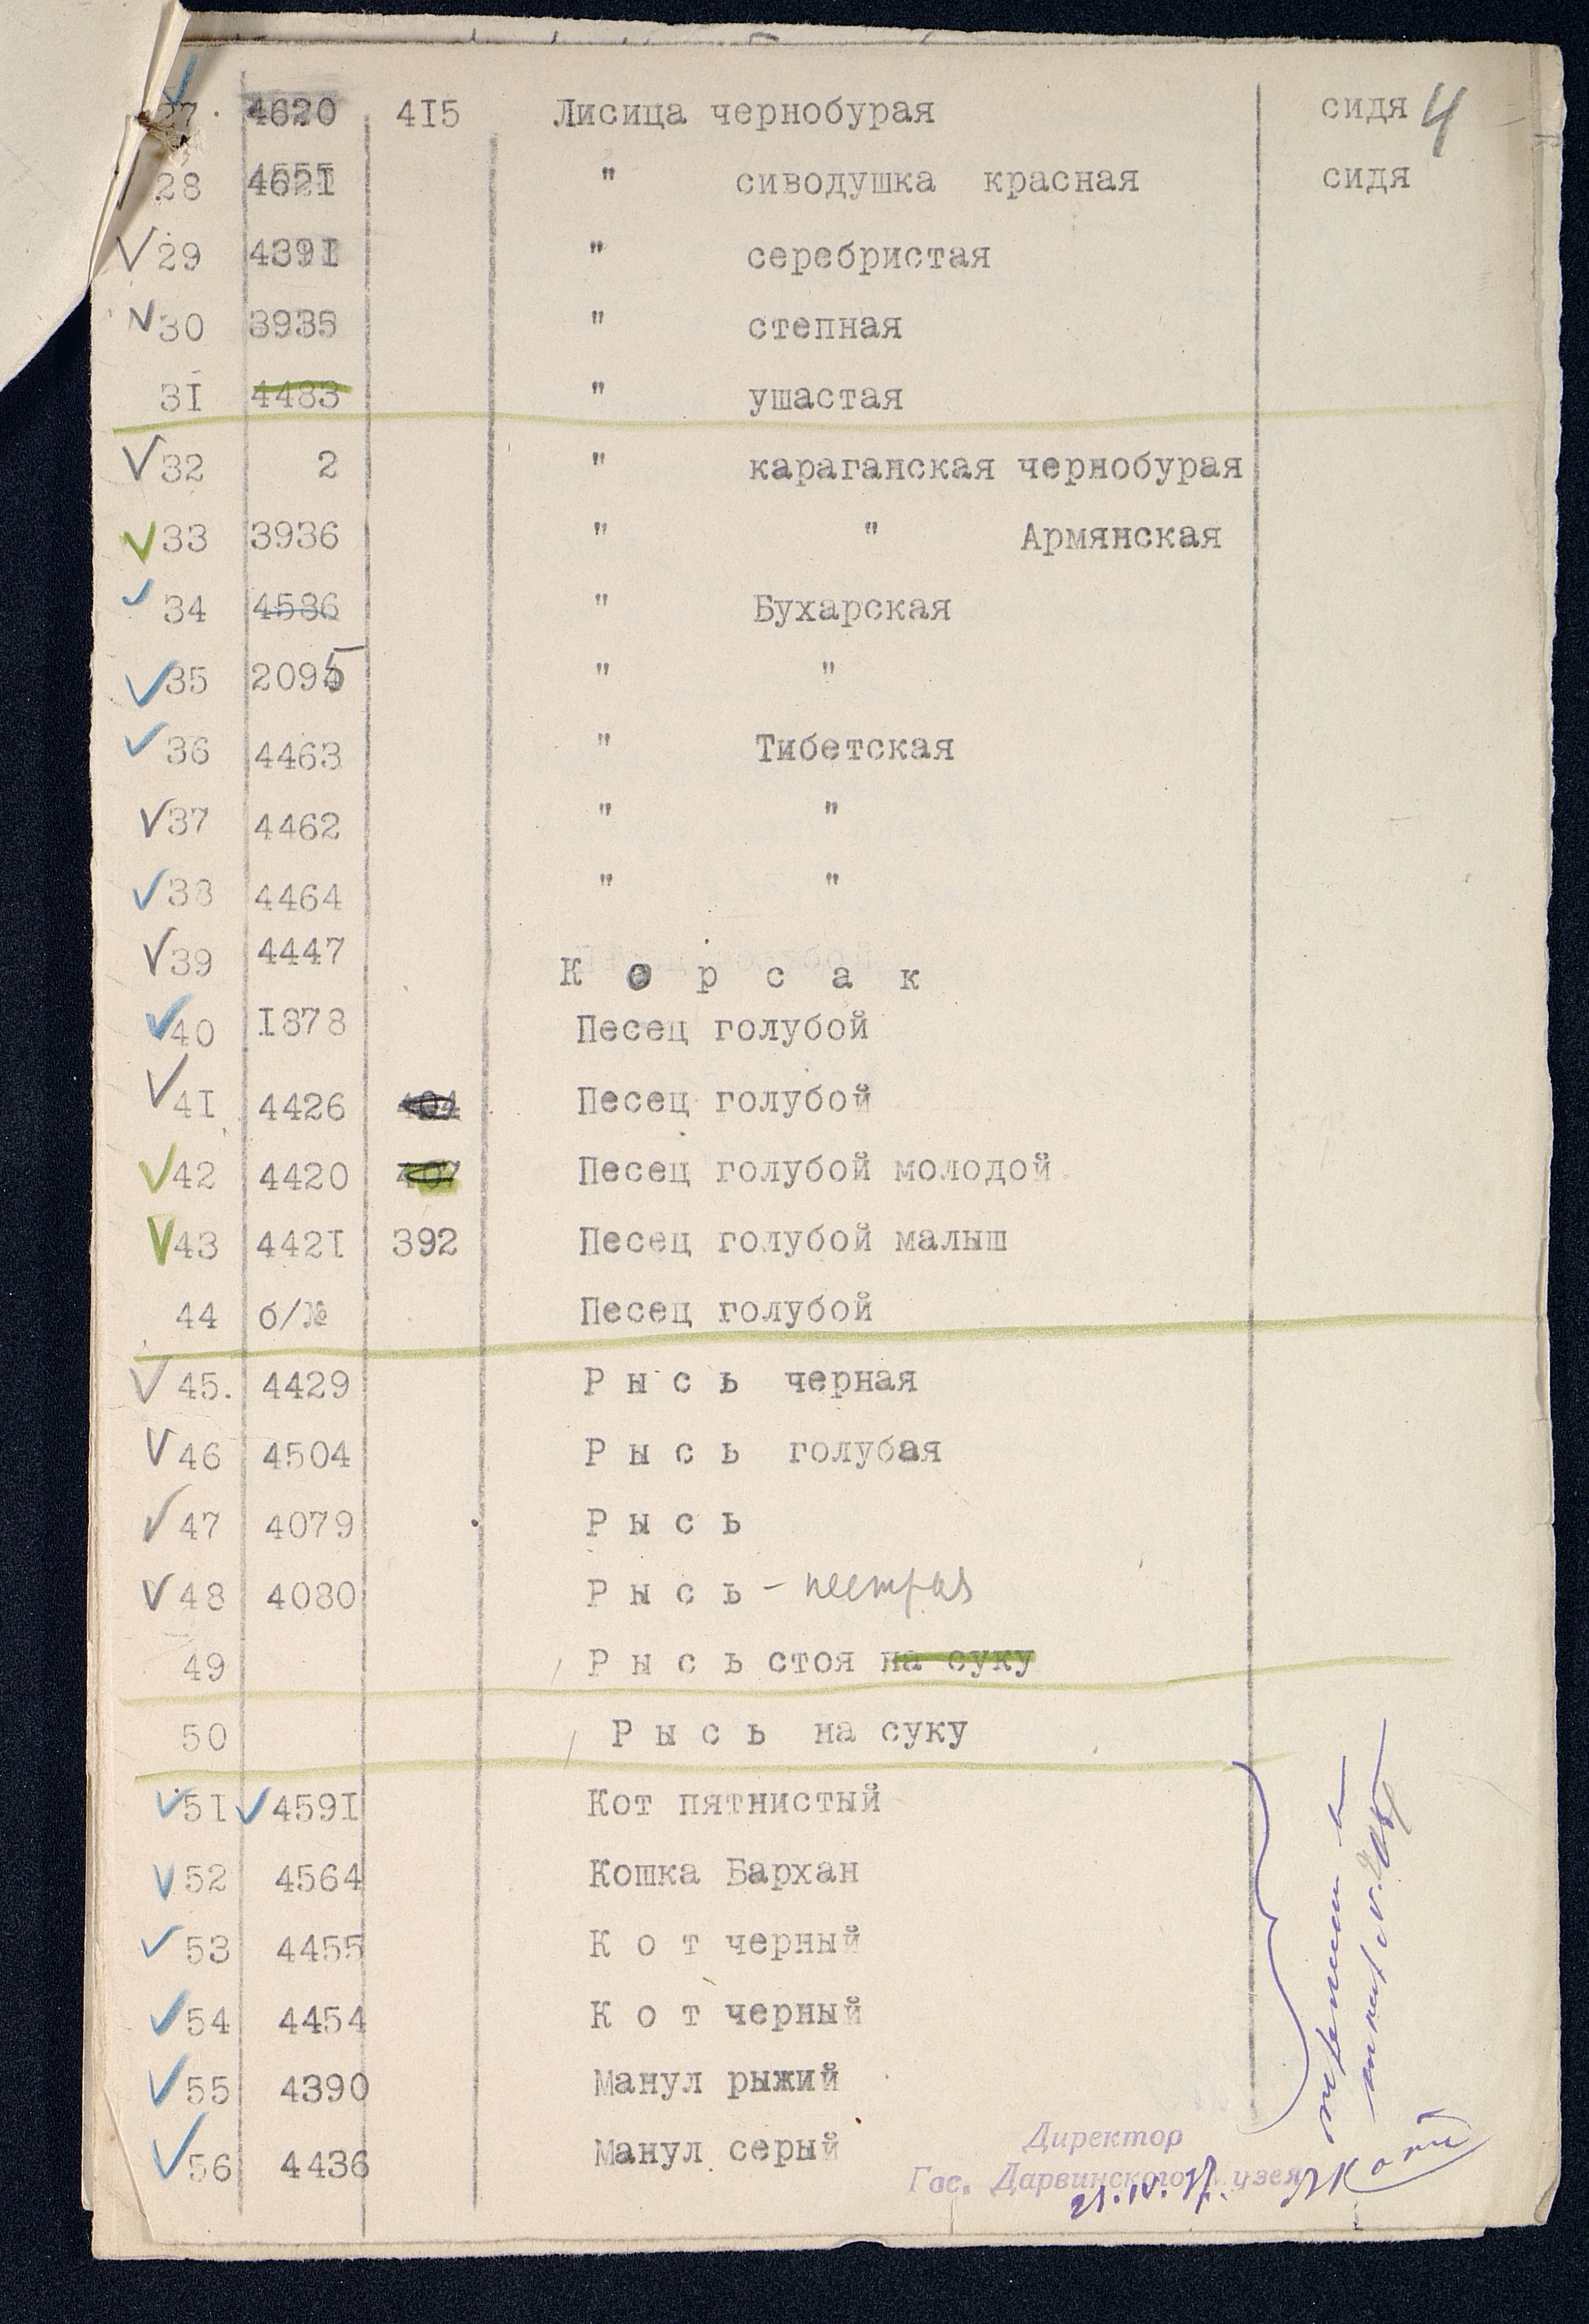 4
27. 4620 415 Лисица чернобурая сидя
28 4621 " сиводушка красная сидя
29 4391 " серебристая
30 3935 " степная
31 4483 " ушастая
32 2 " караганская чернобурая
33 3936 " " Армянская
34 4536 " Бухарская
35 2095 " "
36 4463 " Тибетская
37 4462 " "
38 4464 " "
39 4447 К о р с а к
40 1878 Песец голубой
41 4426 404 Песец голубой
42 4420 407 Песец голубой молодой
43 4421 392 Песец голубой малыш
44 б/№ Песец голубой
45. 4429 Р ы с ь черная
46 4504 Р ы с ь голубая
47 4079 Р ы с ь
48 4080 Р ы с ь - пестрая
49 Р ы с ь стоя на суку
50 Р ы с ь на суку
51 4591 Кот пятнистый
52 4564 Кошка Бархан
53 4455 К о т черный
54 4454 К о т черный
55 4390 Манул рыжий
56 4436 Манул серый
Директор
Гос. Дарвинского узея